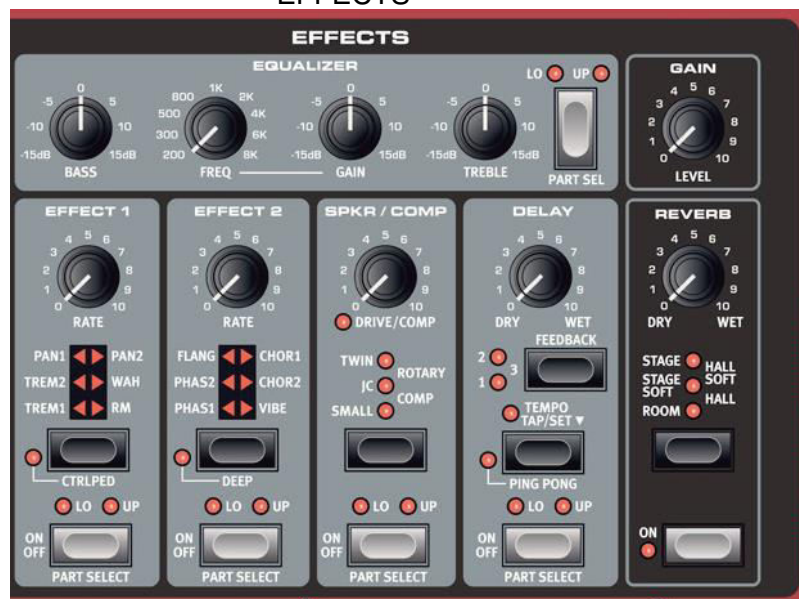 EFFECTS
EFFECTS
EQUALIZER
LO UP
GAIN
-15dB -10 -5 0 5 10 15dB
BASS
200 300 500 800 1K 2K 4K 6K 8K
FREQ
-15dB -10 -5 0 5 10 15dB
GAIN
-15dB -10 -5 0 5 10 15dB
TREBLE
PART SEL
0 1 2 3 4 5 6 7 8 9 10
LEVEL
EFFECT 1
0 1 2 3 4 5 6 7 8 9 10
RATE
PAN1 PAN2
TREM2 WAH
TREM1 RM
CTRLPED
LO UP
ON
OFF
PART SELECT
EFFECT 2
0 1 2 3 4 5 6 7 8 9 10
RATE
FLANG CHOR1
PHAS2 CHOR2
PHAS1 VIBE
DEEP
LO UP
ON
OFF
PART SELECT
SPKR / COMP
0 1 2 3 4 5 6 7 8 9 10
DRIVE/COMP
TWIN
ROTARY
JC
COMP
SMALL
LO UP
ON
OFF
PART SELECT
DELAY
0 1 2 3 4 5 6 7 8 9 10
DRY WET
FEEDBACK
2
3
1
TEMPO
TAP/SET ▼
PING PONG
LO UP
ON
OFF
PART SELECT
REVERB
0 1 2 3 4 5 6 7 8 9 10
DRY WET
STAGE
HALL
SOFT
STAGE
SOFT
HALL
ROOM
ON